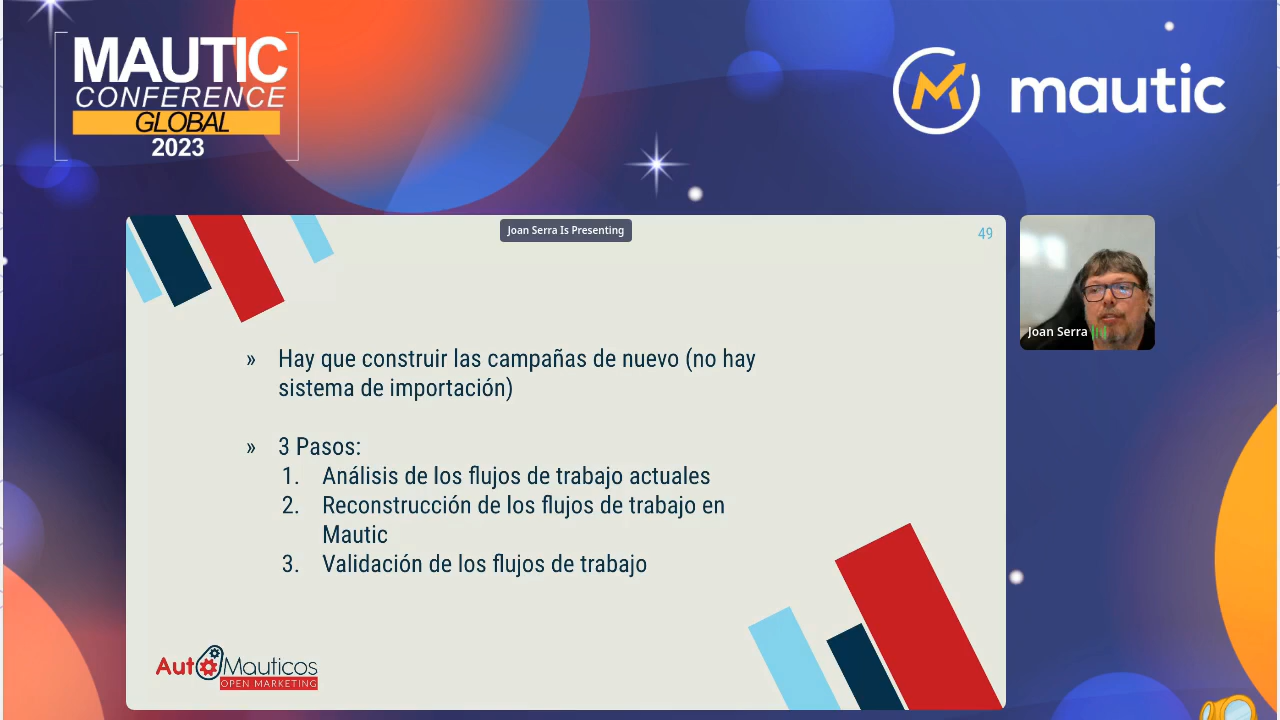 MAUTIC
CONFERENCE
GLOBAL
2023
mautic
Joan Serra Is Presenting
49
Joan Serra
» Hay que construir las campañas de nuevo (no hay
sistema de importación)
» 3 Pasos:
1. Análisis de los flujos de trabajo actuales
2. Reconstrucción de los flujos de trabajo en
Mautic
3. Validación de los flujos de trabajo
AutoMauticos
OPEN MARKETING